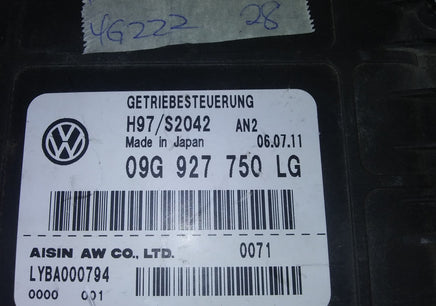 4G222 28
GETRIEBESTEUERUNG
H97/S2042 AN2
Made in Japan 06.07.11
09G 927 750 LG
AISIN AW CO., LTD. 0071
LYBA000794
0000 001